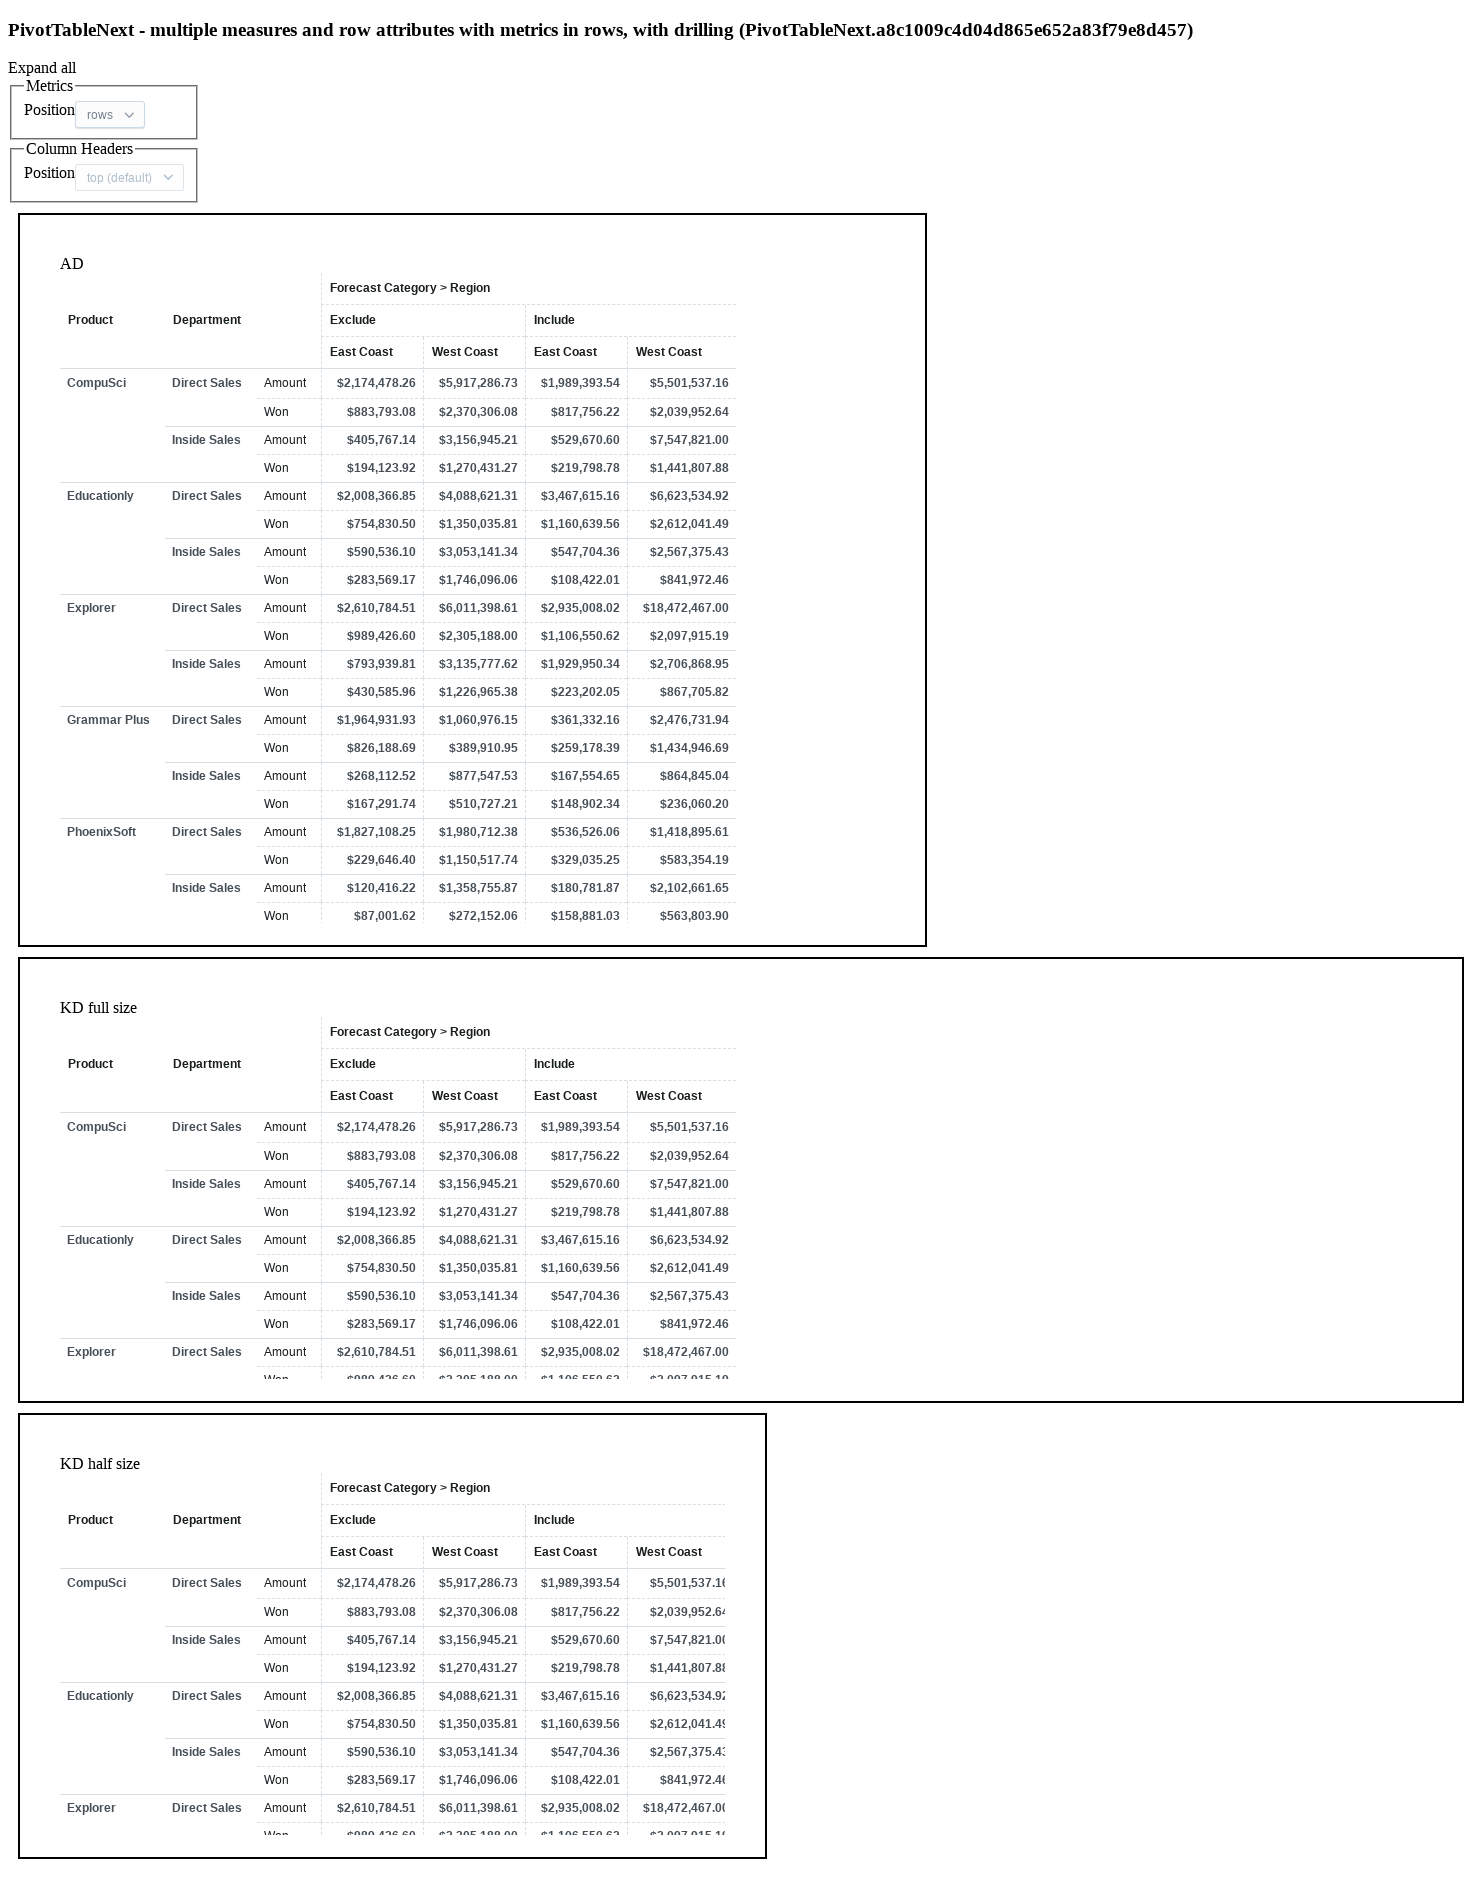 PivotTableNext - multiple measures and row attributes with metrics in rows, with drilling (PivotTableNext.a8c1009c4d04d865e652a83f79e8d457)
Expand all
Metrics
Position rows
Column Headers
Position top (default)
AD
Forecast Category > Region
Product Department Exclude Include
East Coast West Coast East Coast West Coast
CompuSci Direct Sales Amount $2,174,478.26 $5,917,286.73 $1,989,393.54 $5,501,537.16
Won $883,793.08 $2,370,306.08 $817,756.22 $2,039,952.64
Inside Sales Amount $405,767.14 $3,156,945.21 $529,670.60 $7,547,821.00
Won $194,123.92 $1,270,431.27 $219,798.78 $1,441,807.88
Educationly Direct Sales Amount $2,008,366.85 $4,088,621.31 $3,467,615.16 $6,623,534.92
Won $754,830.50 $1,350,035.81 $1,160,639.56 $2,612,041.49
Inside Sales Amount $590,536.10 $3,053,141.34 $547,704.36 $2,567,375.43
Won $283,569.17 $1,746,096.06 $108,422.01 $841,972.46
Explorer Direct Sales Amount $2,610,784.51 $6,011,398.61 $2,935,008.02 $18,472,467.00
Won $989,426.60 $2,305,188.00 $1,106,550.62 $2,097,915.19
Inside Sales Amount $793,939.81 $3,135,777.62 $1,929,950.34 $2,706,868.95
Won $430,585.96 $1,226,965.38 $223,202.05 $867,705.82
Grammar Plus Direct Sales Amount $1,964,931.93 $1,060,976.15 $361,332.16 $2,476,731.94
Won $826,188.69 $389,910.95 $259,178.39 $1,434,946.69
Inside Sales Amount $268,112.52 $877,547.53 $167,554.65 $864,845.04
Won $167,291.74 $510,727.21 $148,902.34 $236,060.20
PhoenixSoft Direct Sales Amount $1,827,108.25 $1,980,712.38 $536,526.06 $1,418,895.61
Won $229,646.40 $1,150,517.74 $329,035.25 $583,354.19
Inside Sales Amount $120,416.22 $1,358,755.87 $180,781.87 $2,102,661.65
Won $87,001.62 $272,152.06 $158,881.03 $563,803.90
KD full size
Forecast Category > Region
Product Department Exclude Include
East Coast West Coast East Coast West Coast
CompuSci Direct Sales Amount $2,174,478.26 $5,917,286.73 $1,989,393.54 $5,501,537.16
Won $883,793.08 $2,370,306.08 $817,756.22 $2,039,952.64
Inside Sales Amount $405,767.14 $3,156,945.21 $529,670.60 $7,547,821.00
Won $194,123.92 $1,270,431.27 $219,798.78 $1,441,807.88
Educationly Direct Sales Amount $2,008,366.85 $4,088,621.31 $3,467,615.16 $6,623,534.92
Won $754,830.50 $1,350,035.81 $1,160,639.56 $2,612,041.49
Inside Sales Amount $590,536.10 $3,053,141.34 $547,704.36 $2,567,375.43
Won $283,569.17 $1,746,096.06 $108,422.01 $841,972.46
Explorer Direct Sales Amount $2,610,784.51 $6,011,398.61 $2,935,008.02 $18,472,467.00
KD half size
Forecast Category > Region
Product Department Exclude Include
East Coast West Coast East Coast West Coast
CompuSci Direct Sales Amount $2,174,478.26 $5,917,286.73 $1,989,393.54 $5,501,537.16
Won $883,793.08 $2,370,306.08 $817,756.22 $2,039,952.64
Inside Sales Amount $405,767.14 $3,156,945.21 $529,670.60 $7,547,821.00
Won $194,123.92 $1,270,431.27 $219,798.78 $1,441,807.88
Educationly Direct Sales Amount $2,008,366.85 $4,088,621.31 $3,467,615.16 $6,623,534.92
Won $754,830.50 $1,350,035.81 $1,160,639.56 $2,612,041.49
Inside Sales Amount $590,536.10 $3,053,141.34 $547,704.36 $2,567,375.43
Won $283,569.17 $1,746,096.06 $108,422.01 $841,972.46
Explorer Direct Sales Amount $2,610,784.51 $6,011,398.61 $2,935,008.02 $18,472,467.00